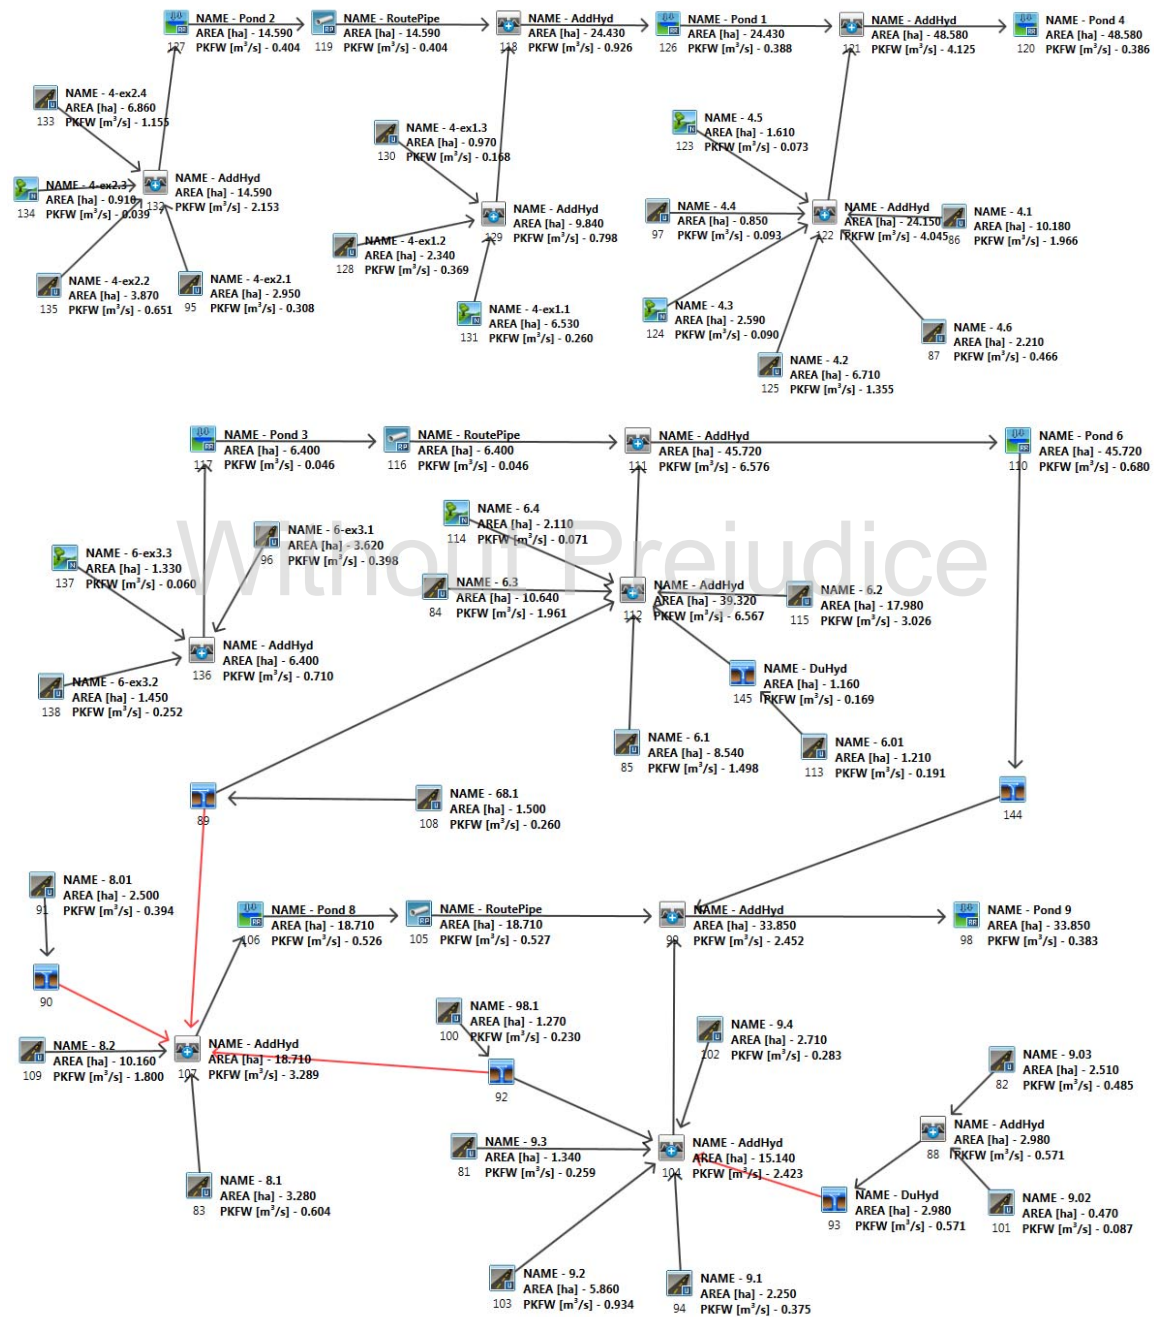 NAME - Pond 2
AREA [ha] - 14.590
PKFW [m³/s] - 0.404
127
NAME - RoutePipe
AREA [ha] - 14.590
PKFW [m³/s] - 0.404
119
NAME - AddHyd
AREA [ha] - 24.430
PKFW [m³/s] - 0.926
118
NAME - Pond 1
AREA [ha] - 24.430
PKFW [m³/s] - 0.388
126
NAME - AddHyd
AREA [ha] - 48.580
PKFW [m³/s] - 4.125
121
NAME - Pond 4
AREA [ha] - 48.580
PKFW [m³/s] - 0.386
120
NAME - 4-ex2.4
AREA [ha] - 6.860
PKFW [m³/s] - 1.155
133
NAME - 4-ex1.3
AREA [ha] - 0.970
PKFW [m³/s] - 0.168
130
NAME - 4.5
AREA [ha] - 1.610
PKFW [m³/s] - 0.073
123
NAME - 4-ex2.3
AREA [ha] - 0.910
PKFW [m³/s] - 0.039
134
NAME - AddHyd
AREA [ha] - 14.590
PKFW [m³/s] - 2.153
132
NAME - AddHyd
AREA [ha] - 9.840
PKFW [m³/s] - 0.798
129
NAME - 4.4
AREA [ha] - 0.850
PKFW [m³/s] - 0.093
97
NAME - AddHyd
AREA [ha] - 24.150
PKFW [m³/s] - 4.045
122
NAME - 4.1
AREA [ha] - 10.180
PKFW [m³/s] - 1.966
86
NAME - 4-ex1.2
AREA [ha] - 2.340
PKFW [m³/s] - 0.369
128
NAME - 4-ex2.2
AREA [ha] - 3.870
PKFW [m³/s] - 0.651
135
NAME - 4-ex2.1
AREA [ha] - 2.950
PKFW [m³/s] - 0.308
95
NAME - 4-ex1.1
AREA [ha] - 6.530
PKFW [m³/s] - 0.260
131
NAME - 4.3
AREA [ha] - 2.590
PKFW [m³/s] - 0.090
124
NAME - 4.6
AREA [ha] - 2.210
PKFW [m³/s] - 0.466
87
NAME - 4.2
AREA [ha] - 6.710
PKFW [m³/s] - 1.355
125
NAME - Pond 3
AREA [ha] - 6.400
PKFW [m³/s] - 0.046
117
NAME - RoutePipe
AREA [ha] - 6.400
PKFW [m³/s] - 0.046
116
NAME - AddHyd
AREA [ha] - 45.720
PKFW [m³/s] - 6.576
111
NAME - Pond 6
AREA [ha] - 45.720
PKFW [m³/s] - 0.680
110
Without Prejudice
NAME - 6.4
AREA [ha] - 2.110
PKFW [m³/s] - 0.071
114
NAME - 6-ex3.1
AREA [ha] - 3.620
PKFW [m³/s] - 0.398
96
NAME - 6-ex3.3
AREA [ha] - 1.330
PKFW [m³/s] - 0.060
137
NAME - 6.3
AREA [ha] - 10.640
PKFW [m³/s] - 1.961
84
NAME - AddHyd
AREA [ha] - 39.320
PKFW [m³/s] - 6.567
112
NAME - 6.2
AREA [ha] - 17.980
PKFW [m³/s] - 3.026
115
NAME - AddHyd
AREA [ha] - 6.400
PKFW [m³/s] - 0.710
136
NAME - DuHyd
AREA [ha] - 1.160
PKFW [m³/s] - 0.169
145
NAME - 6-ex3.2
AREA [ha] - 1.450
PKFW [m³/s] - 0.252
138
NAME - 6.1
AREA [ha] - 8.540
PKFW [m³/s] - 1.498
85
NAME - 6.01
AREA [ha] - 1.210
PKFW [m³/s] - 0.191
113
89
NAME - 68.1
AREA [ha] - 1.500
PKFW [m³/s] - 0.260
108
144
NAME - 8.01
AREA [ha] - 2.500
PKFW [m³/s] - 0.394
91
NAME - Pond 8
AREA [ha] - 18.710
PKFW [m³/s] - 0.526
106
NAME - RoutePipe
AREA [ha] - 18.710
PKFW [m³/s] - 0.527
105
NAME - AddHyd
AREA [ha] - 33.850
PKFW [m³/s] - 2.452
99
NAME - Pond 9
AREA [ha] - 33.850
PKFW [m³/s] - 0.383
98
90
NAME - 98.1
AREA [ha] - 1.270
PKFW [m³/s] - 0.230
100
NAME - 9.4
AREA [ha] - 2.710
PKFW [m³/s] - 0.283
102
NAME - 8.2
AREA [ha] - 10.160
PKFW [m³/s] - 1.800
109
NAME - AddHyd
AREA [ha] - 18.710
PKFW [m³/s] - 3.289
107
92
NAME - 9.03
AREA [ha] - 2.510
PKFW [m³/s] - 0.485
82
NAME - 9.3
AREA [ha] - 1.340
PKFW [m³/s] - 0.259
81
NAME - AddHyd
AREA [ha] - 15.140
PKFW [m³/s] - 2.423
104
NAME - AddHyd
AREA [ha] - 2.980
PKFW [m³/s] - 0.571
88
NAME - 8.1
AREA [ha] - 3.280
PKFW [m³/s] - 0.604
83
NAME - DuHyd
AREA [ha] - 2.980
PKFW [m³/s] - 0.571
93
NAME - 9.02
AREA [ha] - 0.470
PKFW [m³/s] - 0.087
101
NAME - 9.2
AREA [ha] - 5.860
PKFW [m³/s] - 0.934
103
NAME - 9.1
AREA [ha] - 2.250
PKFW [m³/s] - 0.375
94